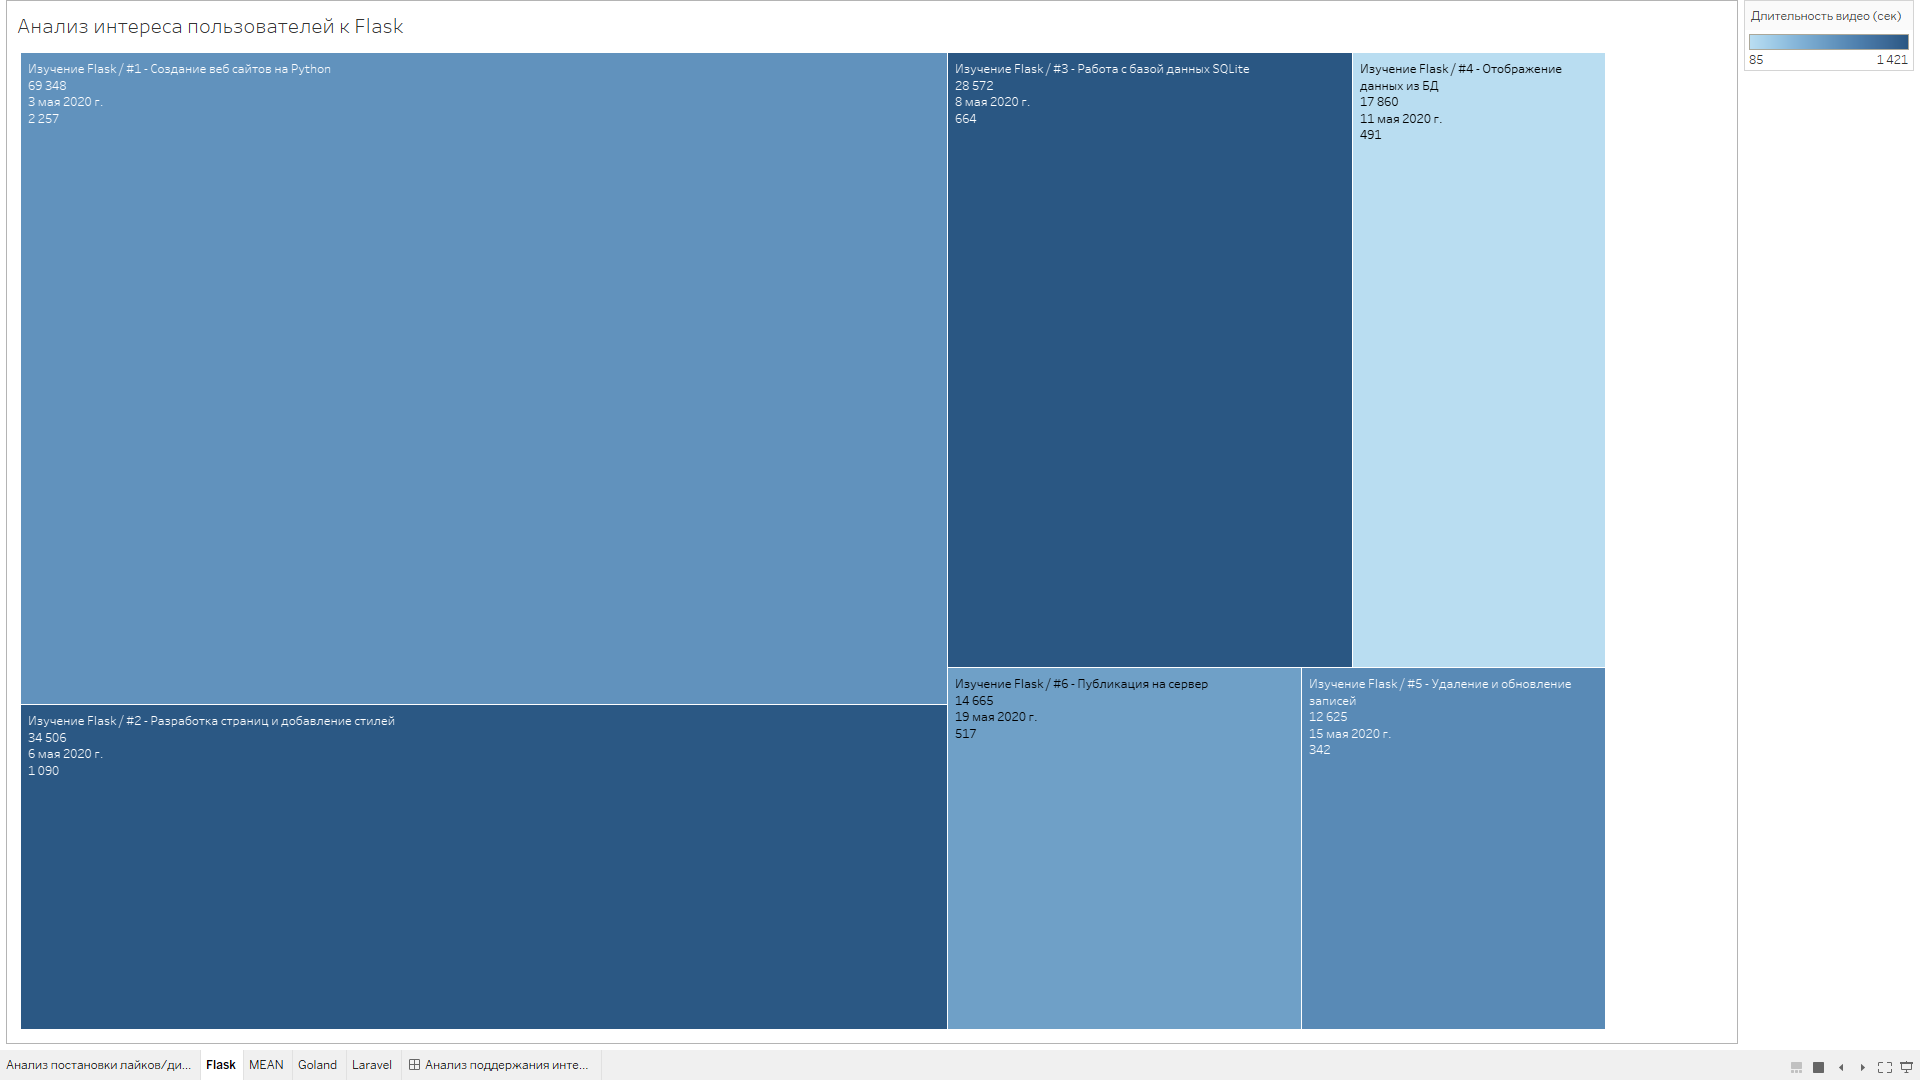 Анализ интереса пользователей к Flask
Изучение Flask / #1 - Создание веб сайтов на Python
69 348
3 мая 2020 г.
2 257
Изучение Flask / #2 - Разработка страниц и добавление стилей
34 506
6 мая 2020 г.
1 090
Изучение Flask / #3 - Работа с базой данных SQLite
28 572
8 мая 2020 г.
664
Изучение Flask / #4 - Отображение
данных из БД
17 860
11 мая 2020 г.
491
Изучение Flask / #6 - Публикация на сервер
14 665
19 мая 2020 г.
517
Изучение Flask / #5 - Удаление и обновление
записей
12 625
15 мая 2020 г.
342
Длительность видео (сек)
85 1 421
Анализ постановки лайков/ди... Flask MEAN Goland Laravel Анализ поддержания инте...